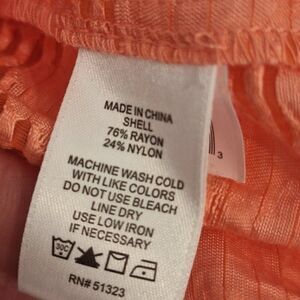 MADE IN CHINA
SHELL
76% RAYON
24% NYLON
MACHINE WASH COLD
WITH LIKE COLORS
DO NOT USE BLEACH
LINE DRY
USE LOW IRON
IF NECESSARY
30C
RN# 51323
3